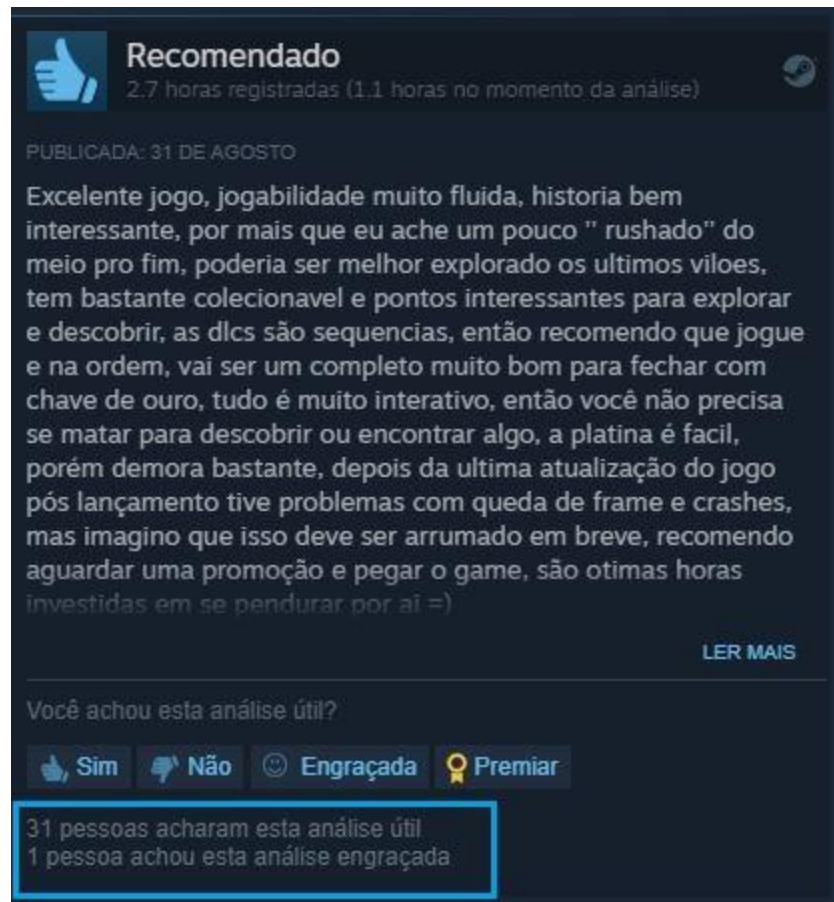 Recomendado
2.7 horas registradas (1.1 horas no momento da análise)
PUBLICADA: 31 DE AGOSTO
Excelente jogo, jogabilidade muito fluida, historia bem
interessante, por mais que eu ache um pouco " rushado" do
meio pro fim, poderia ser melhor explorado os ultimos viloes,
tem bastante colecionavel e pontos interessantes para explorar
e descobrir, as dlcs são sequencias, então recomendo que jogue
e na ordem, vai ser um completo muito bom para fechar com
chave de ouro, tudo é muito interativo, então você não precisa
se matar para descobrir ou encontrar algo, a platina é facil,
porém demora bastante, depois da ultima atualização do jogo
pós lançamento tive problemas com queda de frame e crashes,
mas imagino que isso deve ser arrumado em breve, recomendo
aguardar uma promoção e pegar o game, são otimas horas
investidas em se pendurar por ai =)
LER MAIS
Você achou esta análise útil?
Sim Não Engraçada Premiar
31 pessoas acharam esta análise útil
1 pessoa achou esta análise engraçada